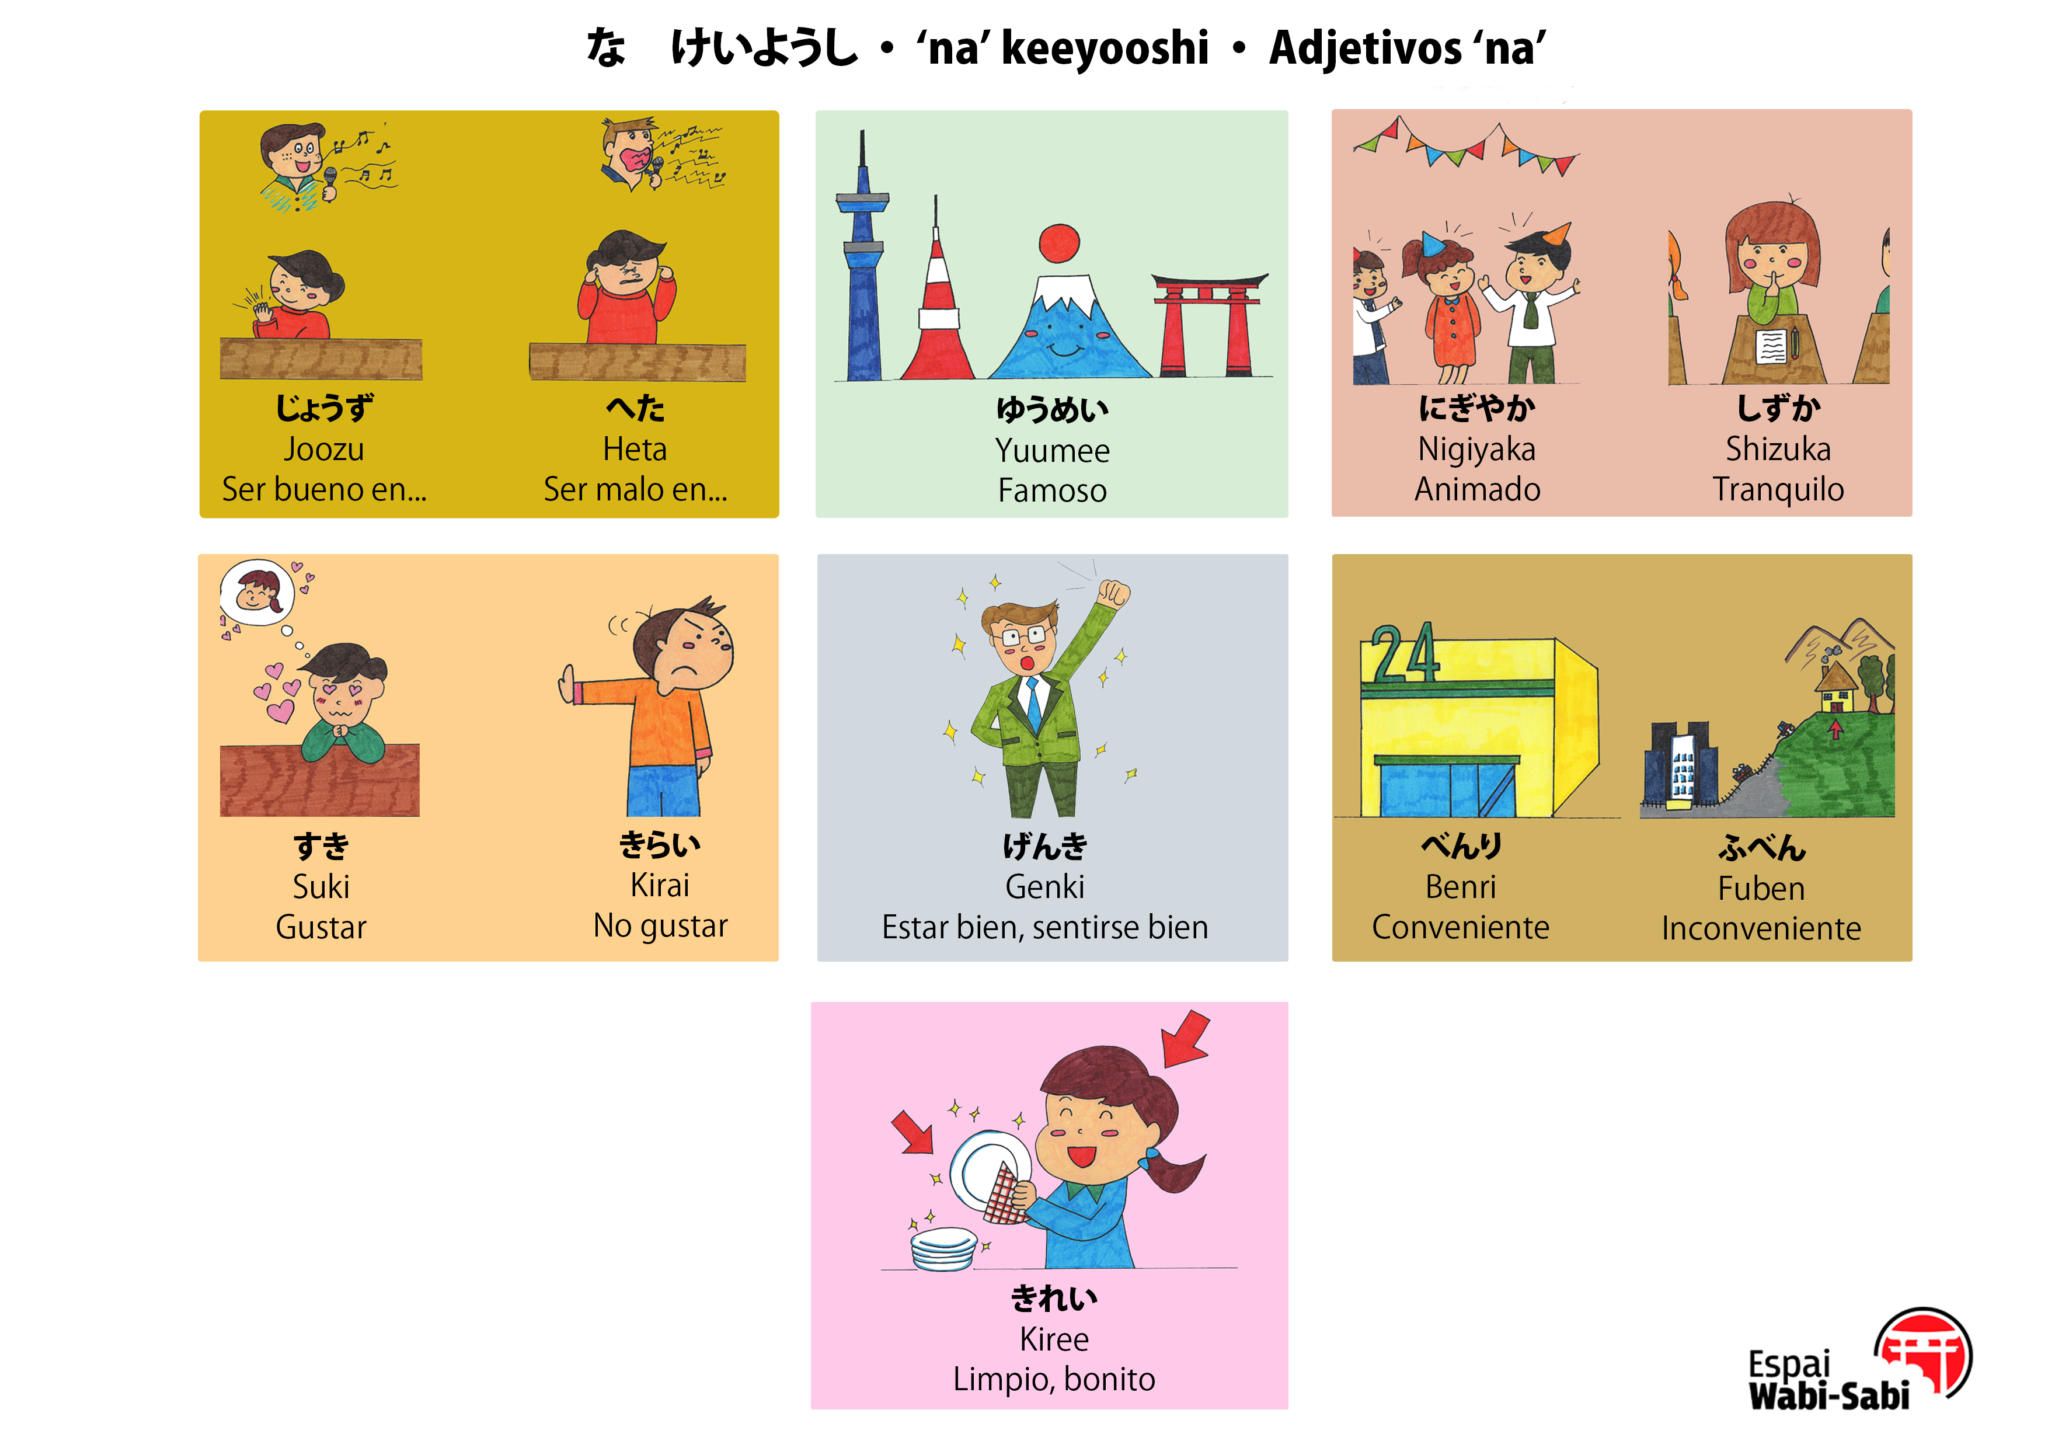 な　けいようし • ‘na’ keeyooshi • Adjetivos ‘na’
じょうず
Joozu
Ser bueno en...
へた
Heta
Ser malo en...
ゆうめい
Yuumee
Famoso
にぎやか
Nigiyaka
Animado
しずか
Shizuka
Tranquilo
すき
Suki
Gustar
きらい
Kirai
No gustar
げんき
Genki
Estar bien, sentirse bien
24
べんり
Benri
Conveniente
ふべん
Fuben
Inconveniente
きれい
Kiree
Limpio, bonito
Espai
Wabi-Sabi